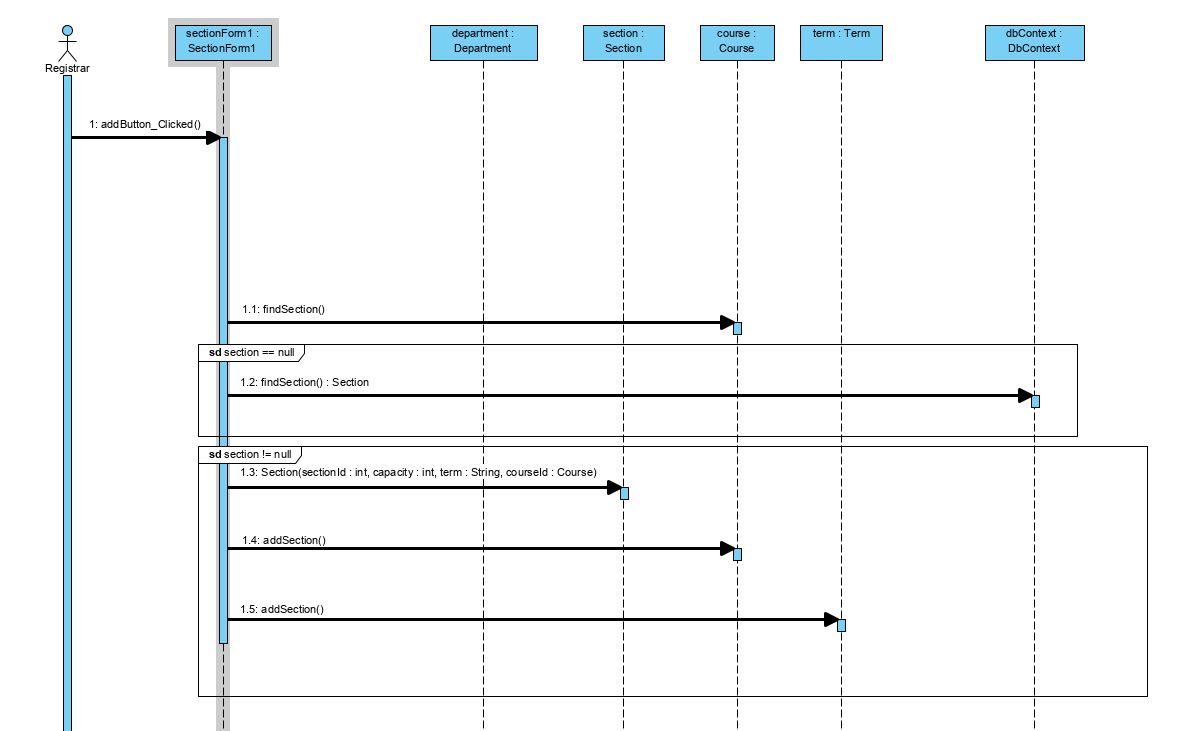 sectionForm1 :
SectionForm1
department :
Department
section :
Section
course :
Course
term : Term
dbContext :
DbContext
Registrar
1: addButton_Clicked()
1.1: findSection()
sd section == null
1.2: findSection() : Section
sd section != null
1.3: Section(sectionId : int, capacity : int, term : String, courseId : Course)
1.4: addSection()
1.5: addSection()